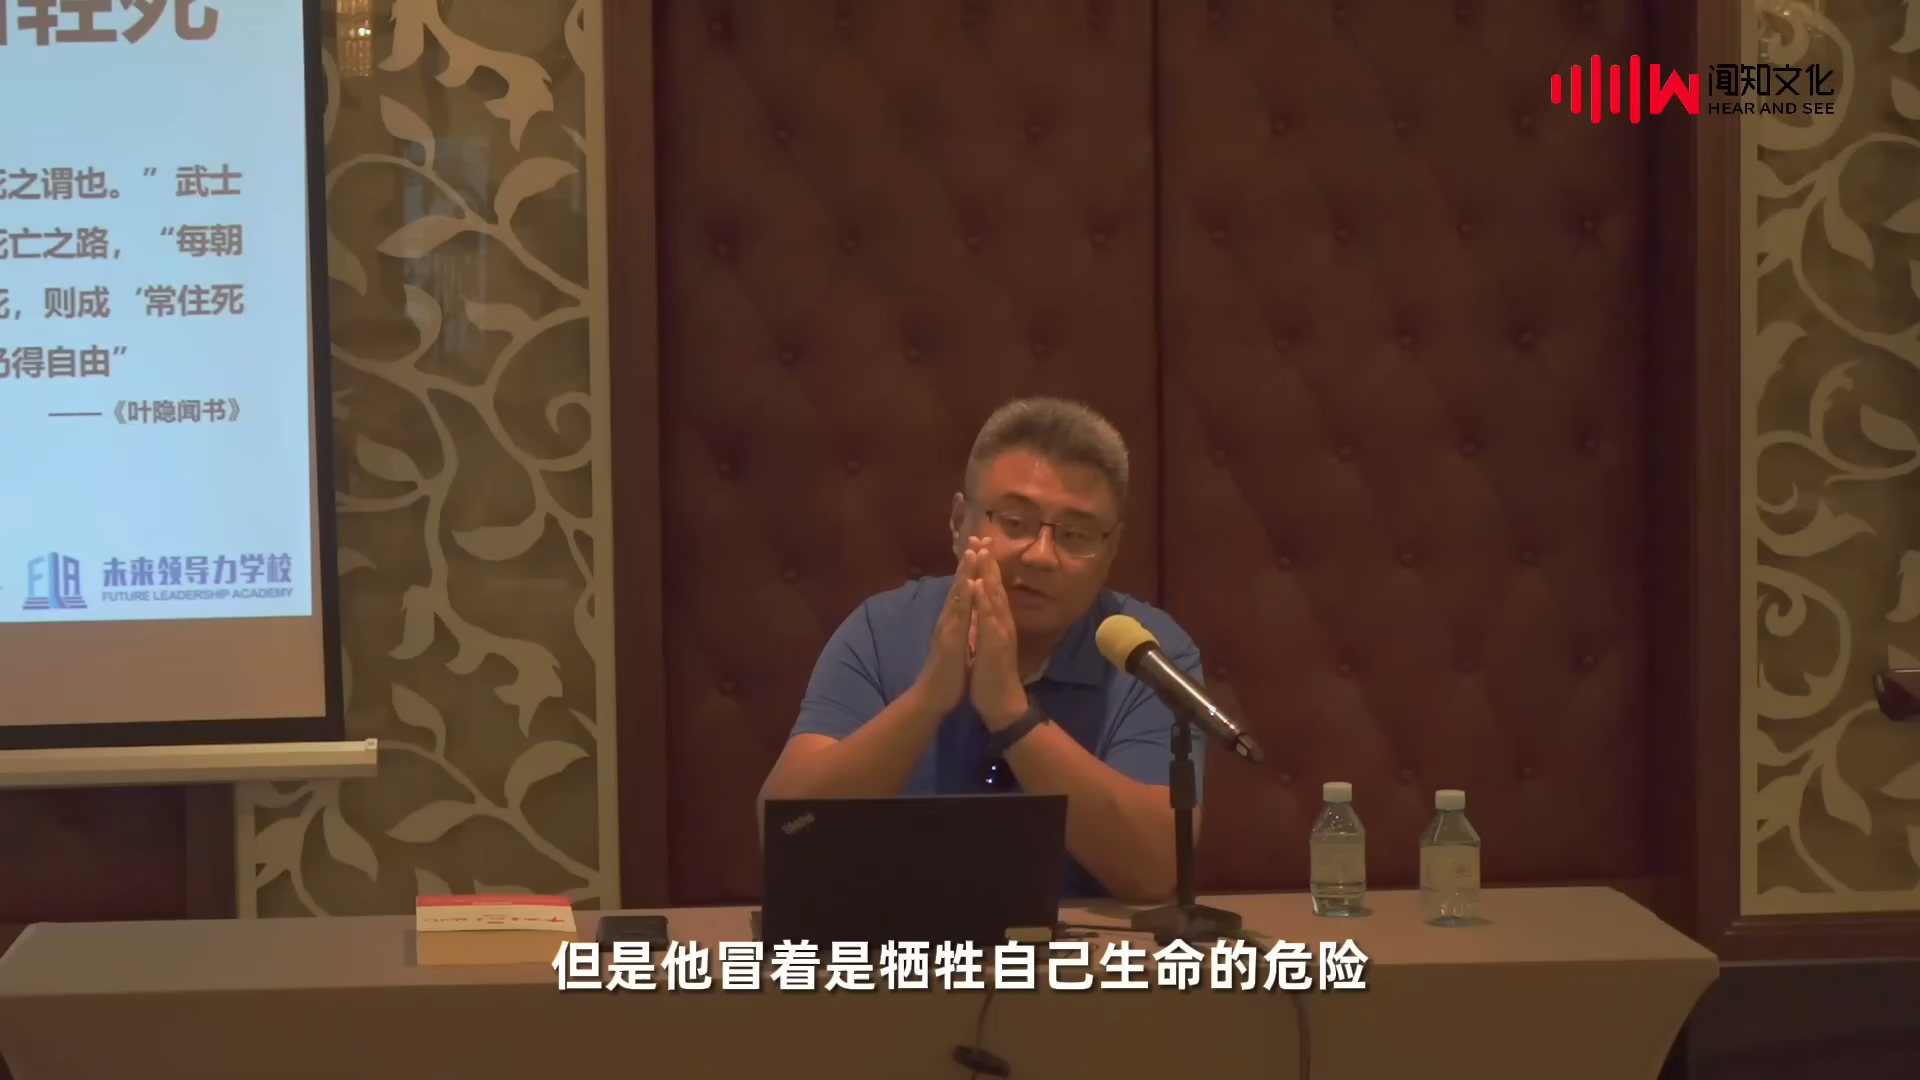 轻死
死之谓也。”武士
死亡之路，“每朝
死，则成‘常住死
乃得自由”
——《叶隐闻书》
FLA
未来领导力学校
FUTURE LEADERSHIP ACADEMY
闻知文化
HEAR AND SEE
但是他冒着是牺牲自己生命的危险